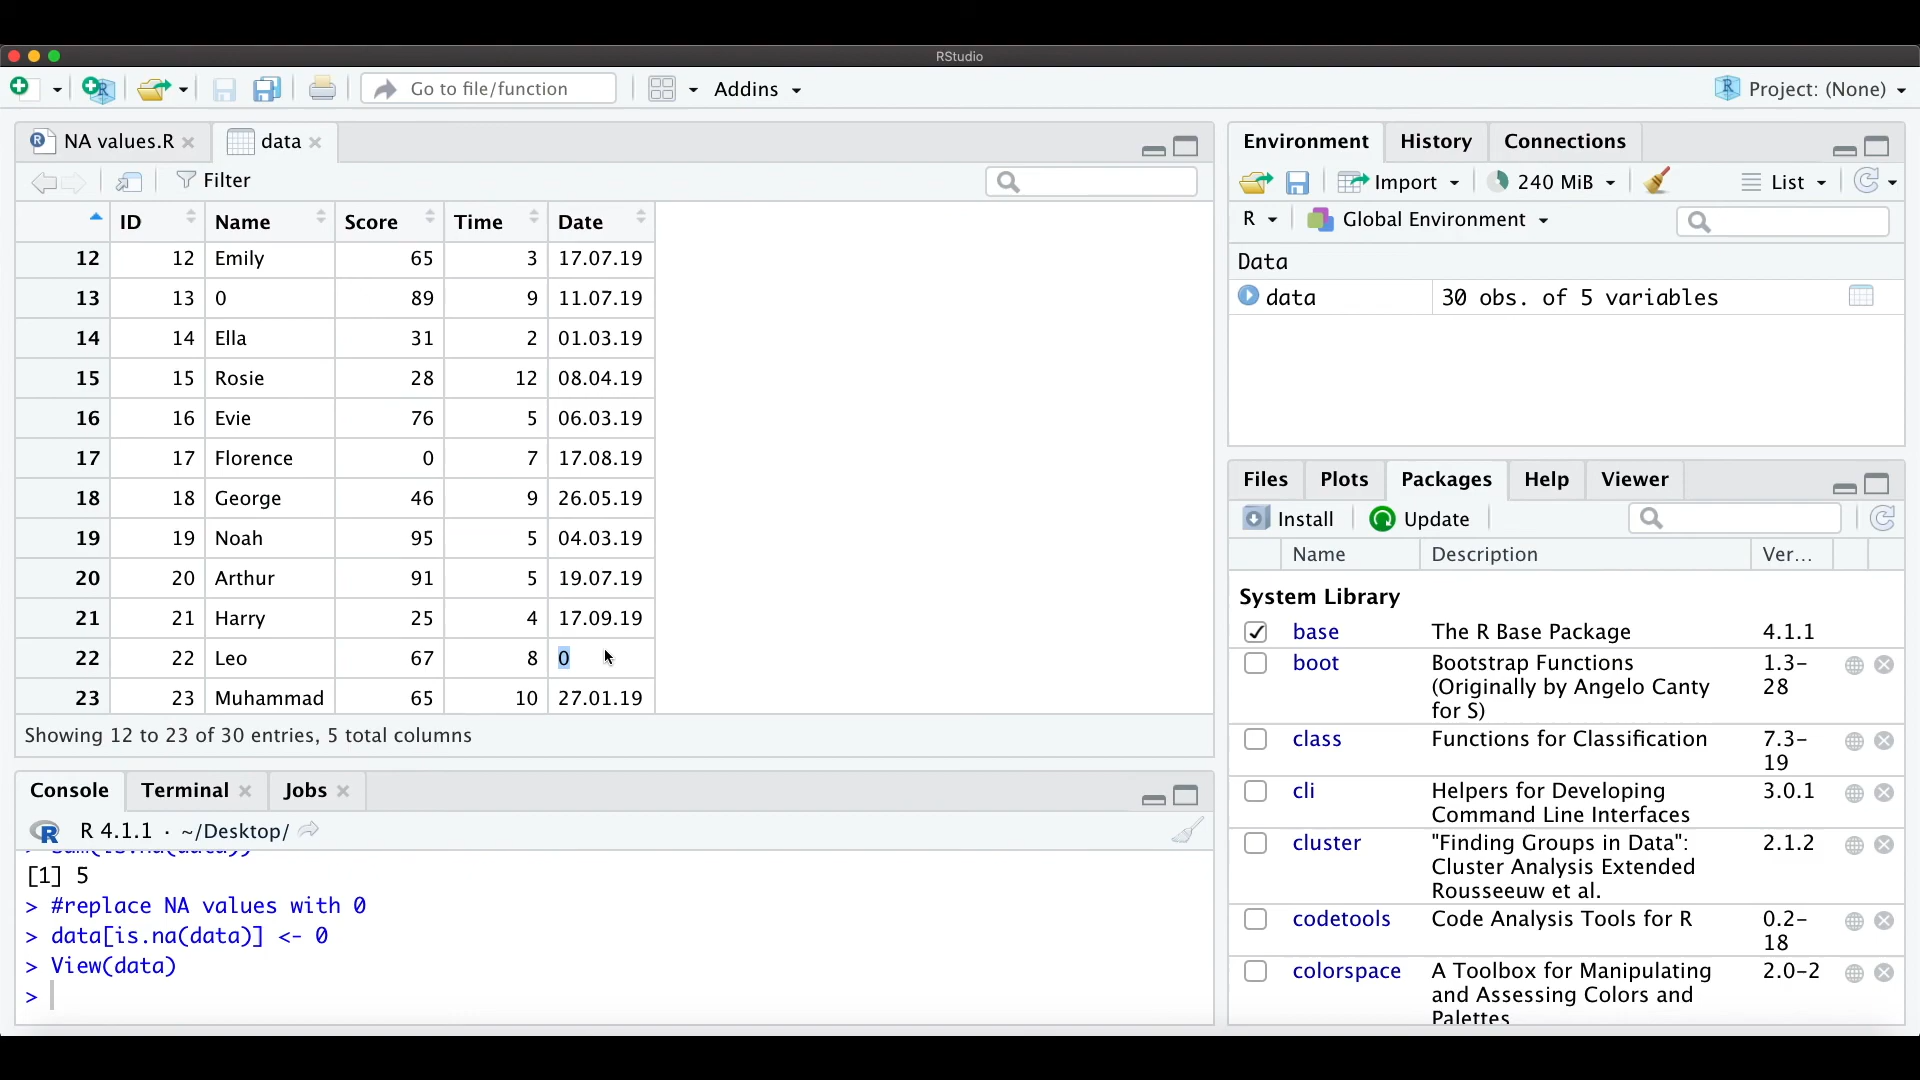 RStudio
Go to file/function
Addins
Project: (None)
NA values.R
data
Filter
ID Name Score Time Date
12 12 Emily 65 3 17.07.19
13 13 0 89 9 11.07.19
14 14 Ella 31 2 01.03.19
15 15 Rosie 28 12 08.04.19
16 16 Evie 76 5 06.03.19
17 17 Florence 0 7 17.08.19
18 18 George 46 9 26.05.19
19 19 Noah 95 5 04.03.19
20 20 Arthur 91 5 19.07.19
21 21 Harry 25 4 17.09.19
22 22 Leo 67 8 0
23 23 Muhammad 65 10 27.01.19
Showing 12 to 23 of 30 entries, 5 total columns
Console Terminal Jobs
R 4.1.1 · ~/Desktop/
> sum(is.na(data))
[1] 5
> #replace NA values with 0
> data[is.na(data)] <- 0
> View(data)
>
Environment History Connections
Import 240 MiB List
R Global Environment
Data
data 30 obs. of 5 variables
Files Plots Packages Help Viewer
Install Update
Name Description Ver...
System Library
base The R Base Package 4.1.1
boot Bootstrap Functions 1.3-
(Originally by Angelo Canty 28
for S)
class Functions for Classification 7.3-
19
cli Helpers for Developing 3.0.1
Command Line Interfaces
cluster "Finding Groups in Data": 2.1.2
Cluster Analysis Extended
Rousseeuw et al.
codetools Code Analysis Tools for R 0.2-
18
colorspace A Toolbox for Manipulating 2.0-2
and Assessing Colors and
Palettes